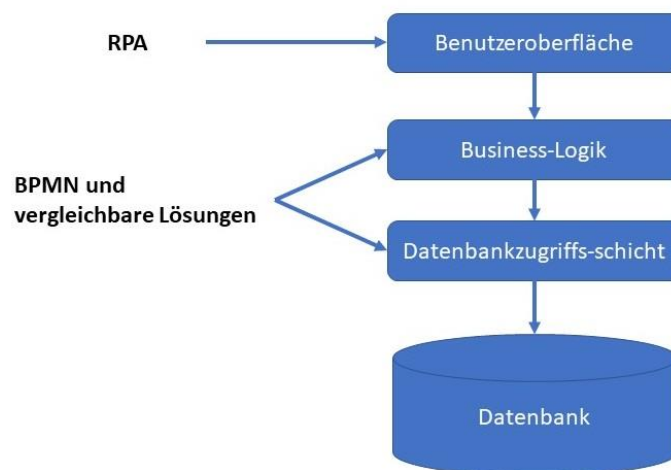 RPA
Benutzeroberfläche
Business-Logik
BPMN und
vergleichbare Lösungen
Datenbankzugriffs-schicht
Datenbank